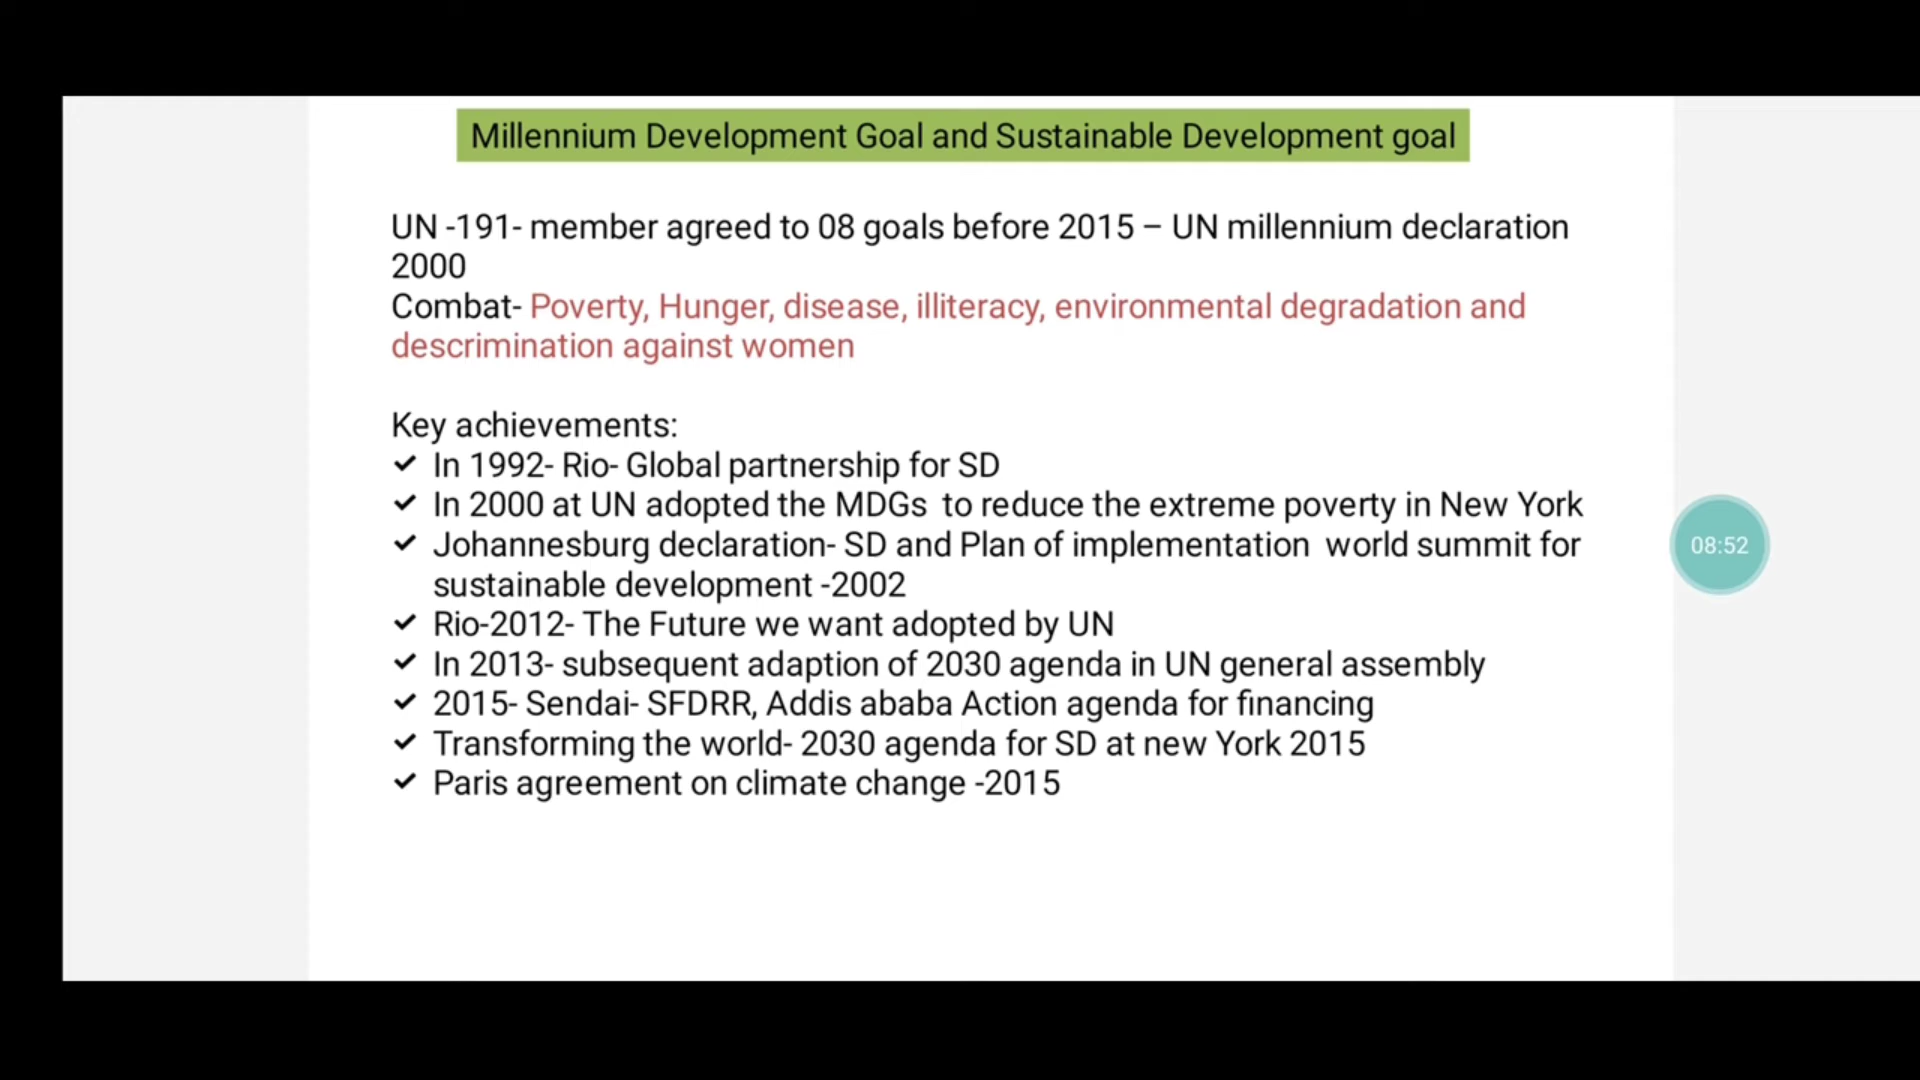 Millennium Development Goal and Sustainable Development goal
UN -191- member agreed to 08 goals before 2015 – UN millennium declaration
2000
Combat- Poverty, Hunger, disease, illiteracy, environmental degradation and
descrimination against women
Key achievements:
✔ In 1992- Rio- Global partnership for SD
✔ In 2000 at UN adopted the MDGs  to reduce the extreme poverty in New York
✔ Johannesburg declaration- SD and Plan of implementation  world summit for
sustainable development -2002
✔ Rio-2012- The Future we want adopted by UN
✔ In 2013- subsequent adaption of 2030 agenda in UN general assembly
✔ 2015- Sendai- SFDRR, Addis ababa Action agenda for financing
✔ Transforming the world- 2030 agenda for SD at new York 2015
✔ Paris agreement on climate change -2015
08:52